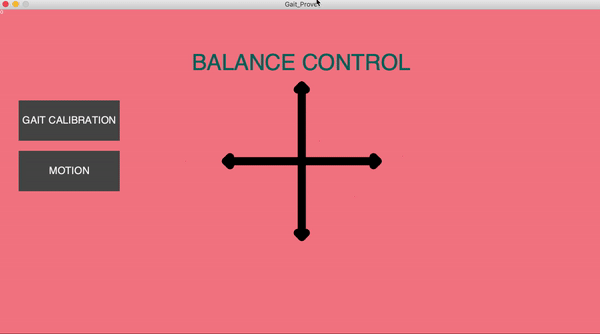 Gait_Prove
BALANCE CONTROL
GAIT CALIBRATION
MOTION